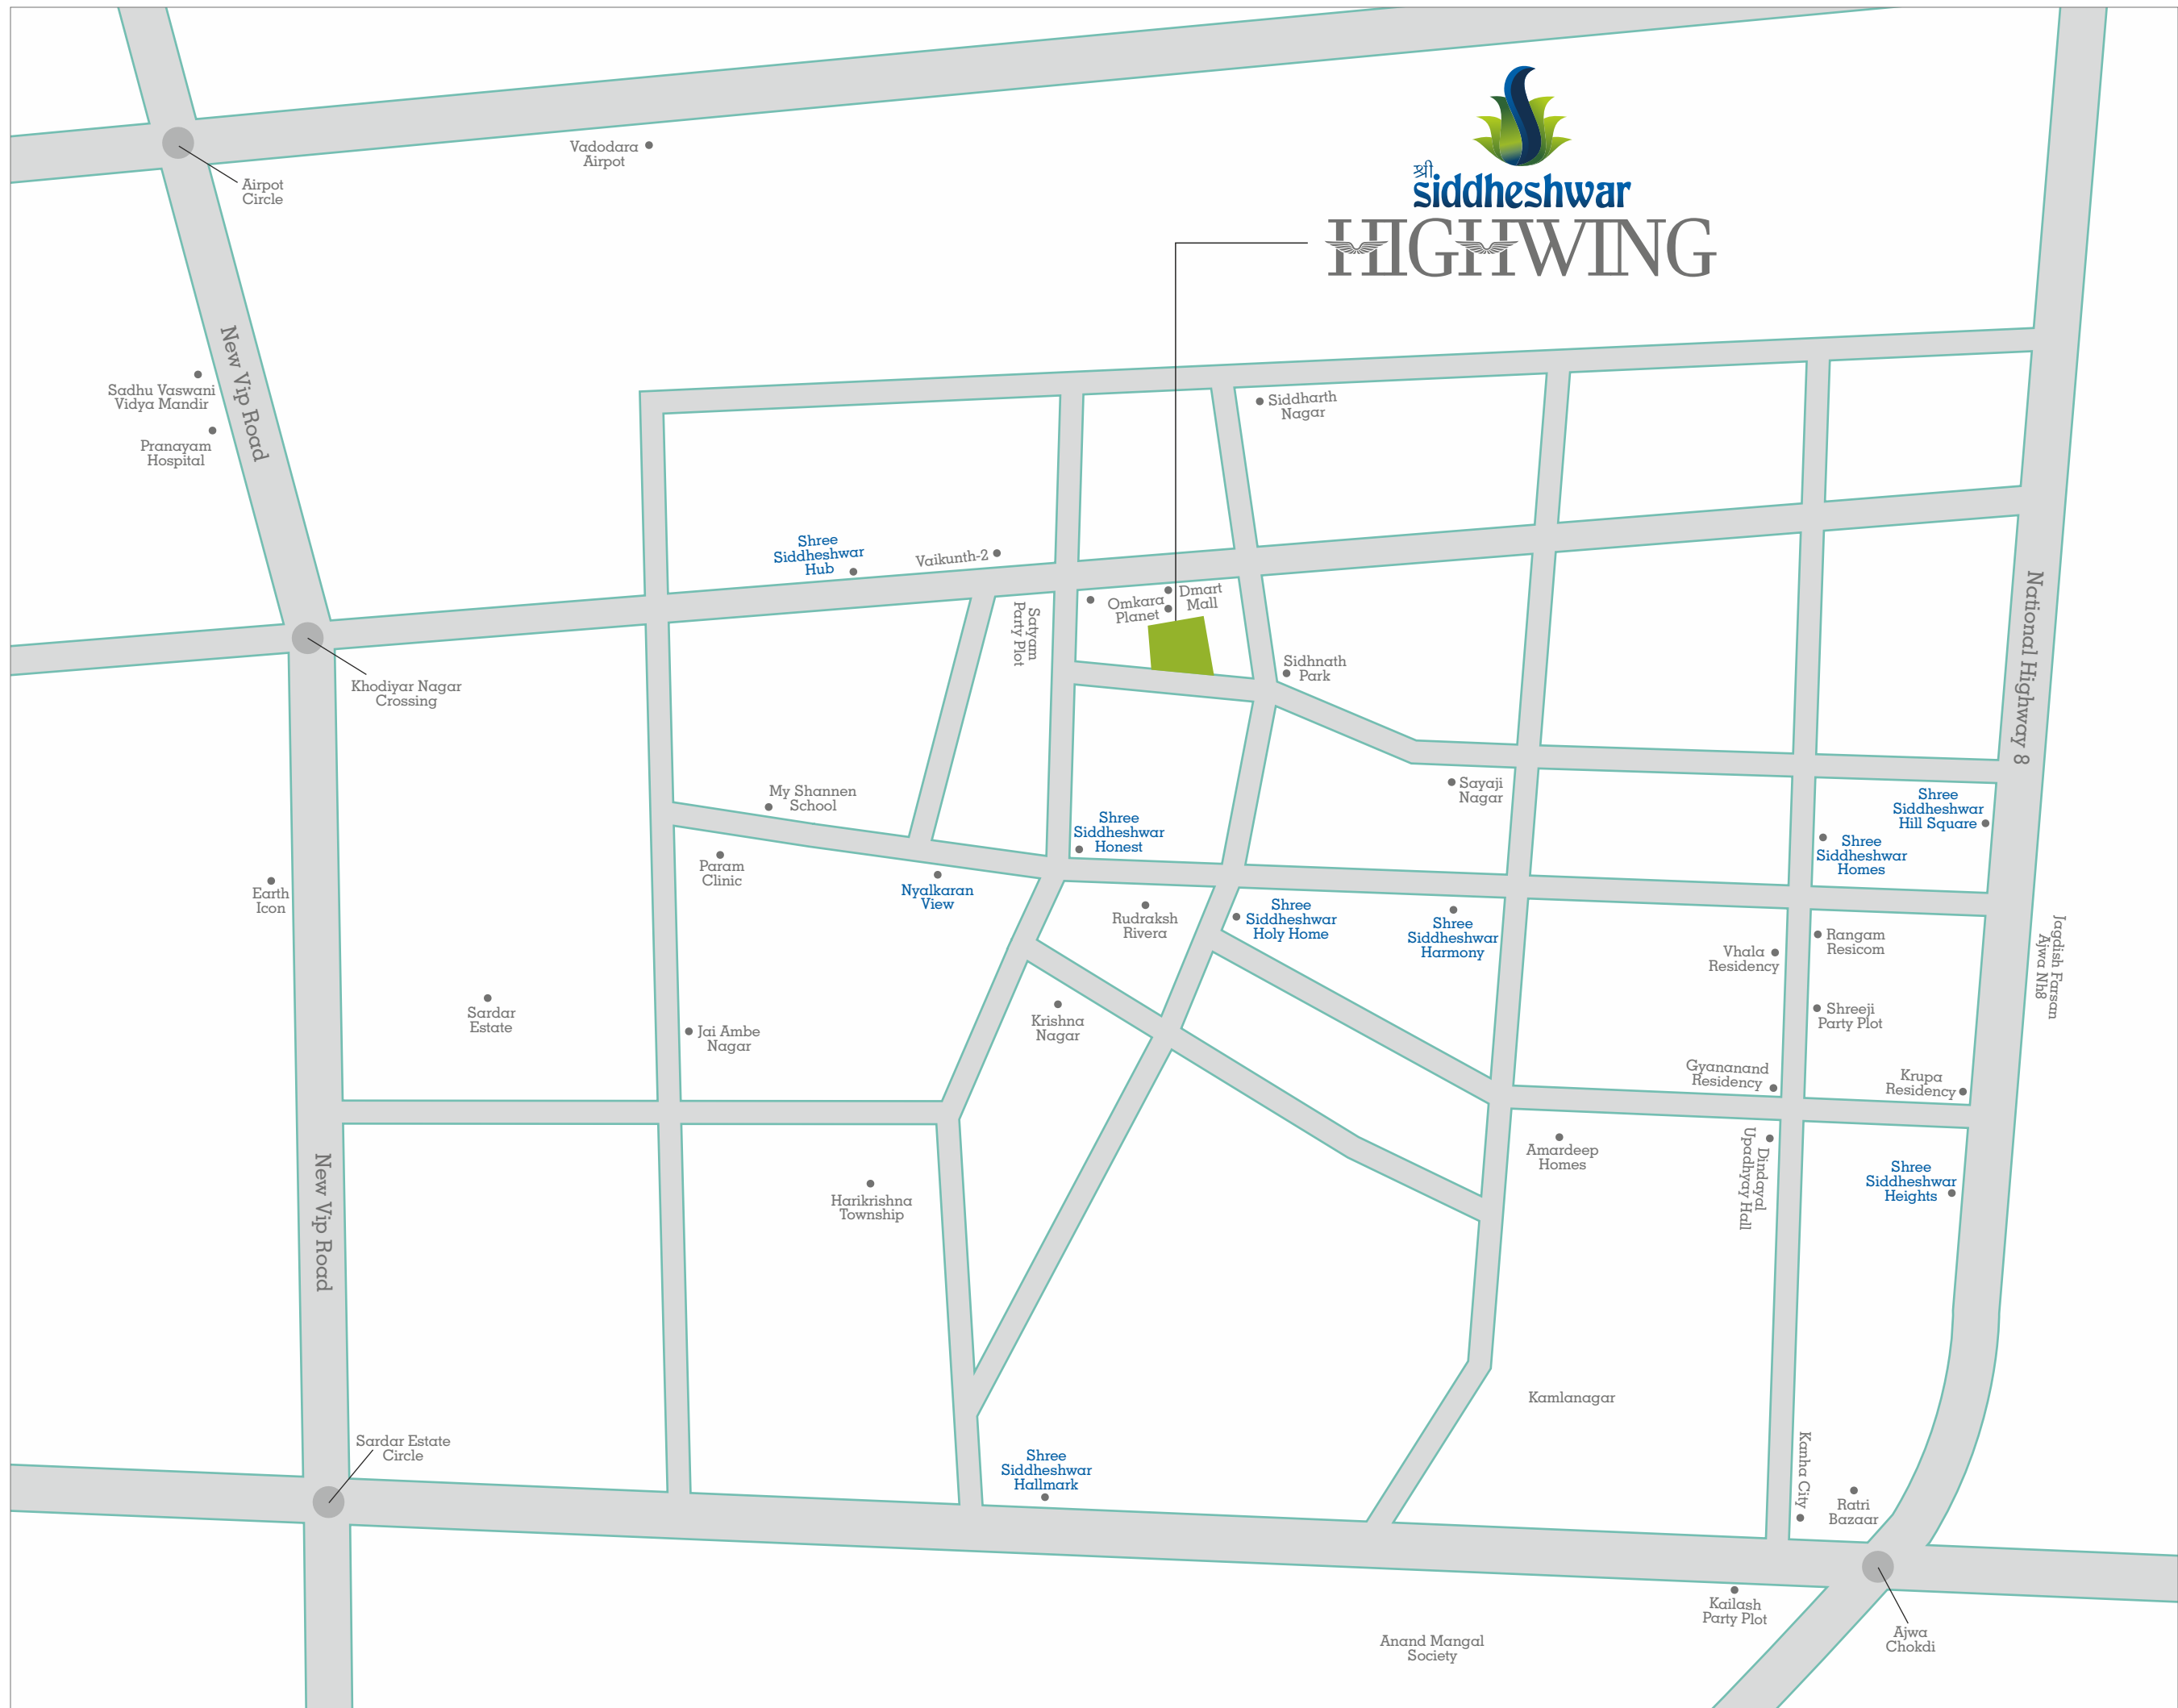 श्री
siddheshwar
HIGHWING
Vadodara
Airpot
Airpot
Circle
New Vip Road
Sadhu Vaswani
Vidya Mandir
Pranayam
Hospital
Siddharth
Nagar
Shree
Siddheshwar
Hub
Vaikunth-2
Satyam
Party Plot
Omkara
Planet
Dmart
Mall
Sidhnath
Park
National Highway 8
Khodiyar Nagar
Crossing
My Shannen
School
Sayaji
Nagar
Shree
Siddheshwar
Honest
Shree
Siddheshwar
Hill Square
Shree
Siddheshwar
Homes
Param
Clinic
Nyalkaran
View
Earth
Icon
Rudraksh
Rivera
Shree
Siddheshwar
Holy Home
Shree
Siddheshwar
Harmony
Vhala
Residency
Rangam
Resicom
Jagdish Farsan
Ajwa Nh8
Sardar
Estate
Jai Ambe
Nagar
Krishna
Nagar
Shreeji
Party Plot
Gyananand
Residency
Krupa
Residency
Amardeep
Homes
Dindayal
Upadhyay Hall
Shree
Siddheshwar
Heights
New Vip Road
Harikrishna
Township
Kamlanagar
Sardar Estate
Circle
Shree
Siddheshwar
Hallmark
Kanha City
Ratri
Bazaar
Kailash
Party Plot
Anand Mangal
Society
Ajwa
Chokdi